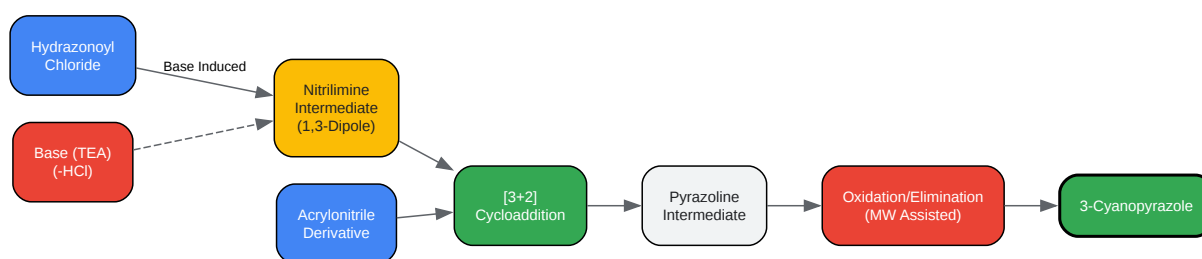 Hydrazonoyl
Chloride
Base Induced
Base (TEA)
(-HCl)
Nitrilimine
Intermediate
(1,3-Dipole)
Acrylonitrile
Derivative
[3+2]
Cycloaddition
Pyrazoline
Intermediate
Oxidation/Elimination
(MW Assisted)
3-Cyanopyrazole